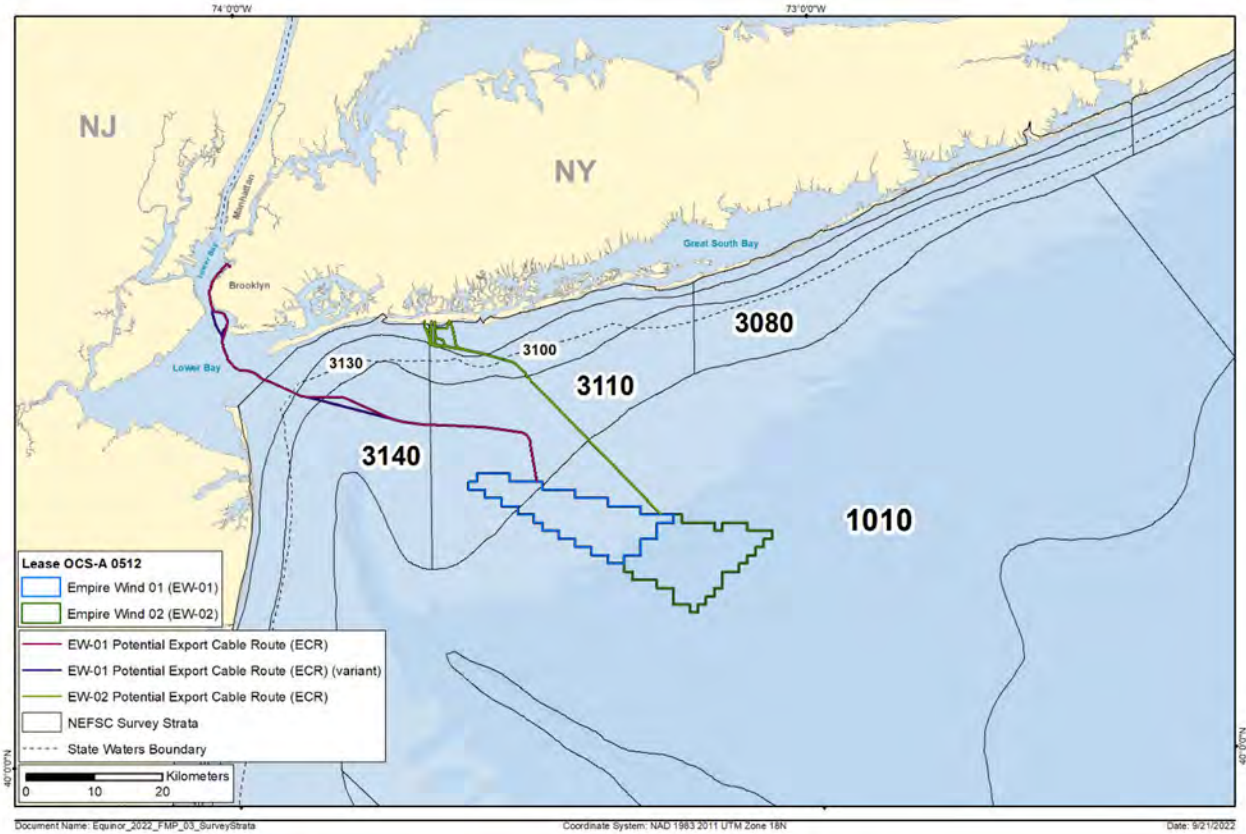 74°0'0"W
73°0'0"W
NJ
NY
Manhattan
Lower Bay
Brooklyn
Great South Bay
3080
3130
3100
3110
Lower Bay
3140
1010
Lease OCS-A 0512
Empire Wind 01 (EW-01)
Empire Wind 02 (EW-02)
EW-01 Potential Export Cable Route (ECR)
EW-01 Potential Export Cable Route (ECR) (variant)
EW-02 Potential Export Cable Route (ECR)
NEFSC Survey Strata
State Waters Boundary
Kilometers
0 10 20
40°0'0"N
40°0'0"N
Document Name: Equinor_2022_FMP_03_SurveyStrata
Coordinate System: NAD 1983 2011 UTM Zone 18N
Date: 9/21/2022